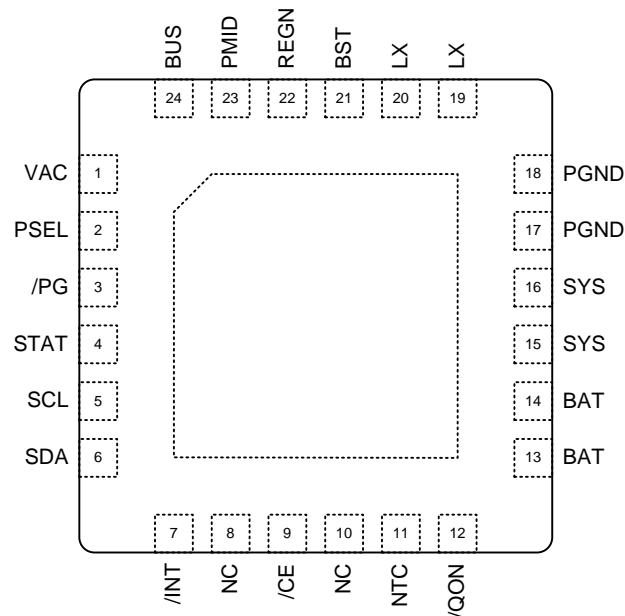 BUS PMID REGN BST LX LX
24 23 22 21 20 19
VAC 1 18 PGND
PSEL 2 17 PGND
/PG 3 16 SYS
STAT 4 15 SYS
SCL 5 14 BAT
SDA 6 13 BAT
7 8 9 10 11 12
/INT NC /CE NC NTC /QON